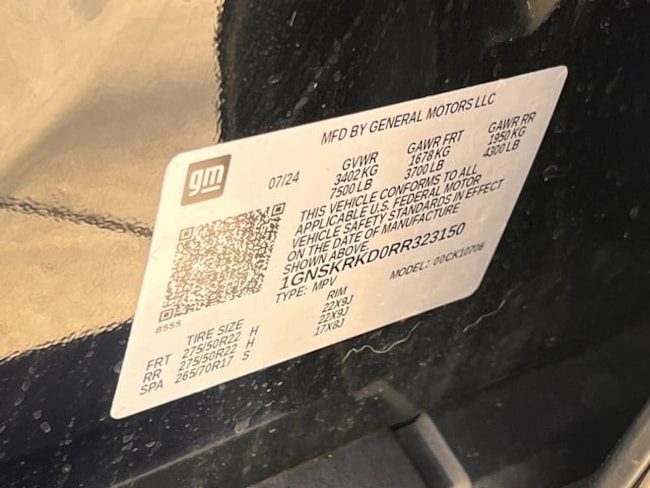 MFD BY GENERAL MOTORS LLC
gm
07/24
GVWR GAWR FRT GAWR RR
3402 KG 1678 KG 1950 KG
7500 LB 3700 LB 4300 LB
THIS VEHICLE CONFORMS TO ALL
APPLICABLE U.S. FEDERAL MOTOR
VEHICLE SAFETY STANDARDS IN EFFECT
ON THE DATE OF MANUFACTURE
SHOWN ABOVE.
1GNSKRKD0RR323150
TYPE: MPV MODEL: 00CK10706
8555
TIRE SIZE RIM
FRT 275/50R22 H 22X9J
RR 275/50R22 H 22X9J
SPA 265/70R17 S 17X8J